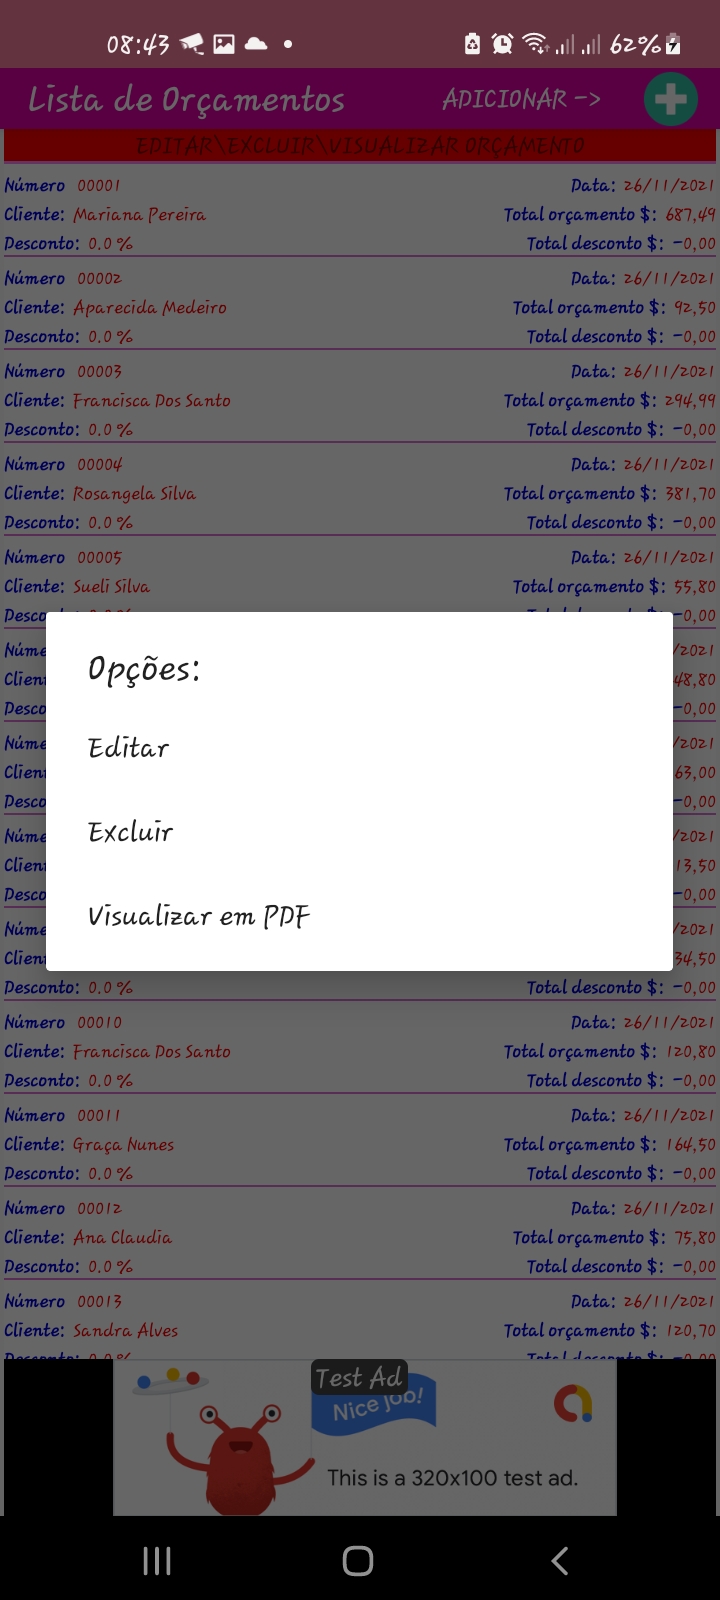 08:43 62%
Lista de Orçamentos ADICIONAR ->
EDITAR\EXCLUIR\VISUALIZAR ORÇAMENTO
Número 00001 Data: 26/11/2021
Cliente: Mariana Pereira Total orçamento $: 687,49
Desconto: 0.0 % Total desconto $: -0,00
Número 00002 Data: 26/11/2021
Cliente: Aparecida Medeiro Total orçamento $: 92,50
Desconto: 0.0 % Total desconto $: -0,00
Número 00003 Data: 26/11/2021
Cliente: Francisca Dos Santo Total orçamento $: 294,99
Desconto: 0.0 % Total desconto $: -0,00
Número 00004 Data: 26/11/2021
Cliente: Rosangela Silva Total orçamento $: 381,70
Desconto: 0.0 % Total desconto $: -0,00
Número 00005 Data: 26/11/2021
Cliente: Sueli Silva Total orçamento $: 55,80
Desco -0,00
Núme /2021
Clien 48,80
Desco -0,00
Núme /2021
Clien 63,00
Desco -0,00
Núme /2021
Clien 13,50
Desco -0,00
Núme /2021
Clien 34,50
Opções:
Editar
Excluir
Visualizar em PDF
Desconto: 0.0 % Total desconto $: -0,00
Número 00010 Data: 26/11/2021
Cliente: Francisca Dos Santo Total orçamento $: 120,80
Desconto: 0.0 % Total desconto $: -0,00
Número 00011 Data: 26/11/2021
Cliente: Graça Nunes Total orçamento $: 164,50
Desconto: 0.0 % Total desconto $: -0,00
Número 00012 Data: 26/11/2021
Cliente: Ana Claudia Total orçamento $: 75,80
Desconto: 0.0 % Total desconto $: -0,00
Número 00013 Data: 26/11/2021
Cliente: Sandra Alves Total orçamento $: 120,70
Test Ad
Nice job!
This is a 320x100 test ad.